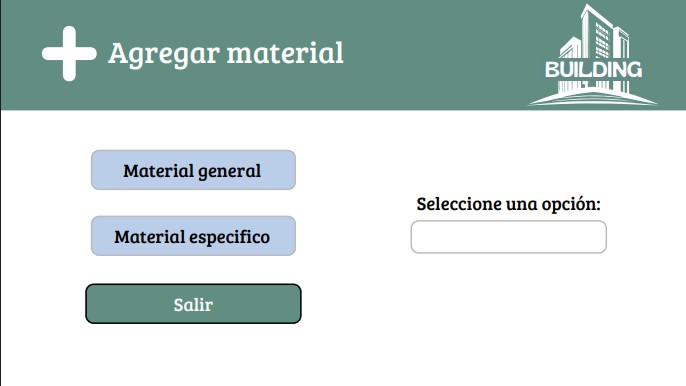 Agregar material
BUILDING
Material general
Material especifico
Salir
Seleccione una opción: